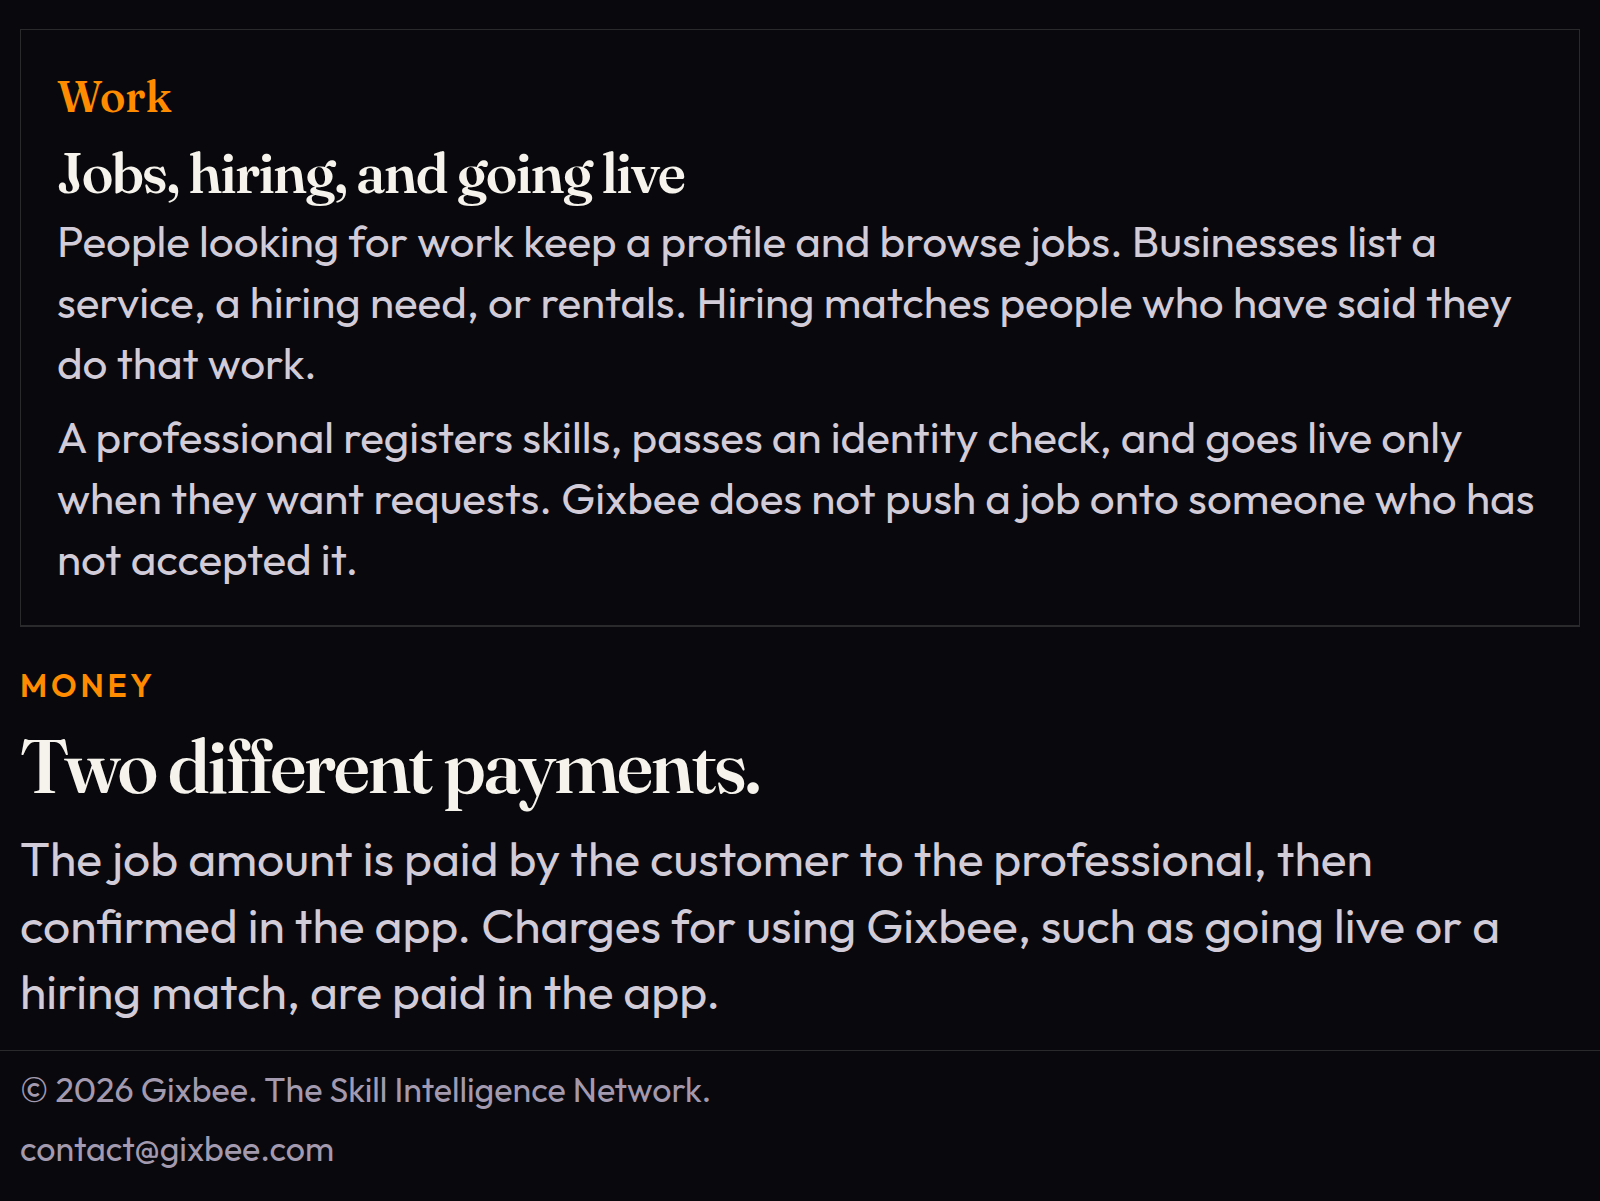 Work
Jobs, hiring, and going live
People looking for work keep a profile and browse jobs. Businesses list a
service, a hiring need, or rentals. Hiring matches people who have said they
do that work.
A professional registers skills, passes an identity check, and goes live only
when they want requests. Gixbee does not push a job onto someone who has
not accepted it.
MONEY
Two different payments.
The job amount is paid by the customer to the professional, then
confirmed in the app. Charges for using Gixbee, such as going live or a
hiring match, are paid in the app.
© 2026 Gixbee. The Skill Intelligence Network.
contact@gixbee.com